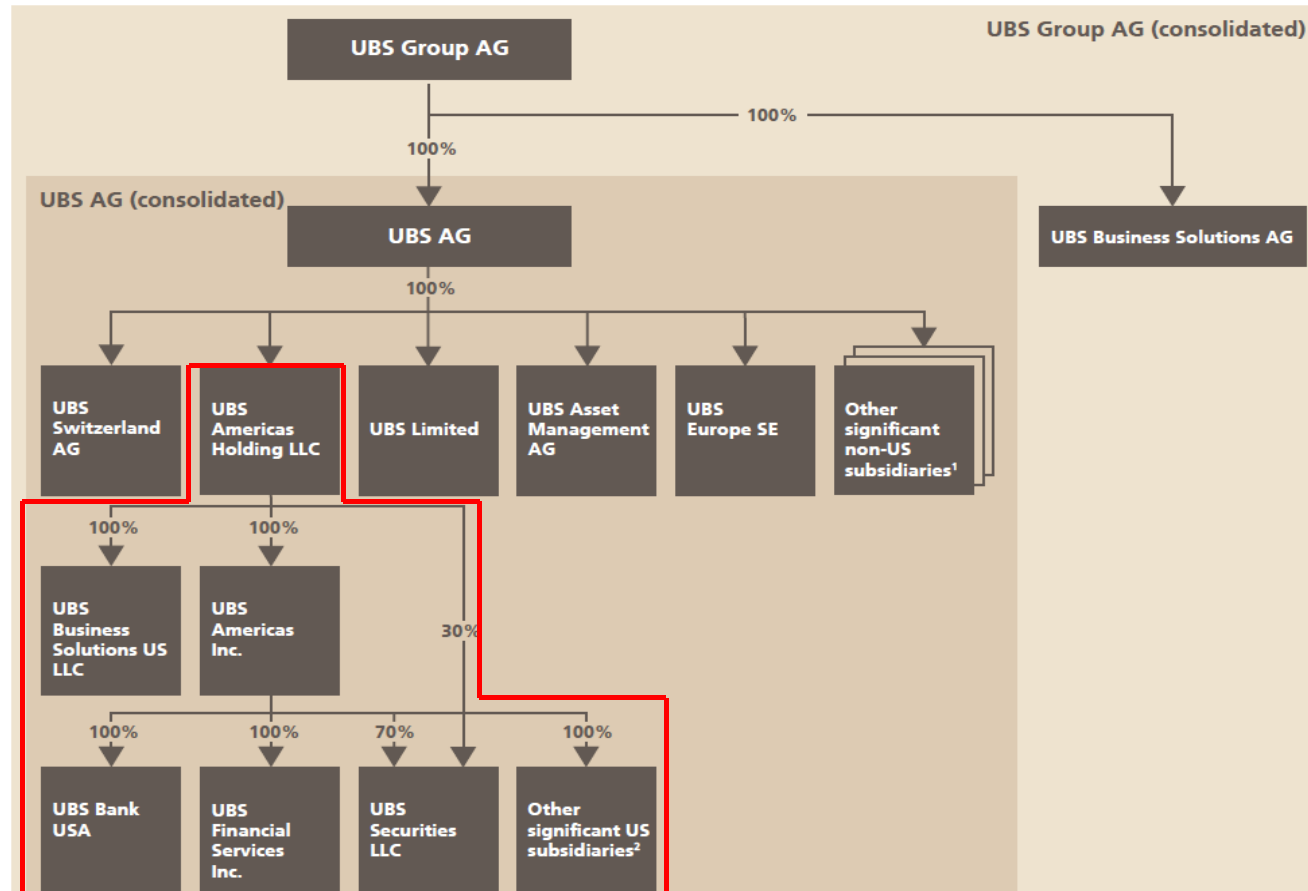 UBS Group AG
UBS Group AG (consolidated)
100%
100%
UBS AG (consolidated)
UBS AG
UBS Business Solutions AG
100%
UBS
Switzerland
AG
UBS
Americas
Holding LLC
UBS Limited
UBS Asset
Management
AG
UBS
Europe SE
Other
significant
non-US
subsidiaries¹
100%
100%
30%
UBS
Business
Solutions US
LLC
UBS
Americas
Inc.
100%
100%
70%
100%
UBS Bank
USA
UBS
Financial
Services
Inc.
UBS
Securities
LLC
Other
significant US
subsidiaries²